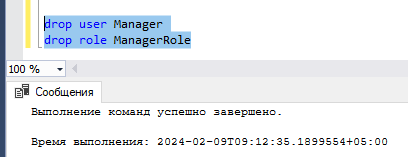 drop user Manager
drop role ManagerRole
100 %
Сообщения
Выполнение команд успешно завершено.
Время выполнения: 2024-02-09T09:12:35.1899554+05:00